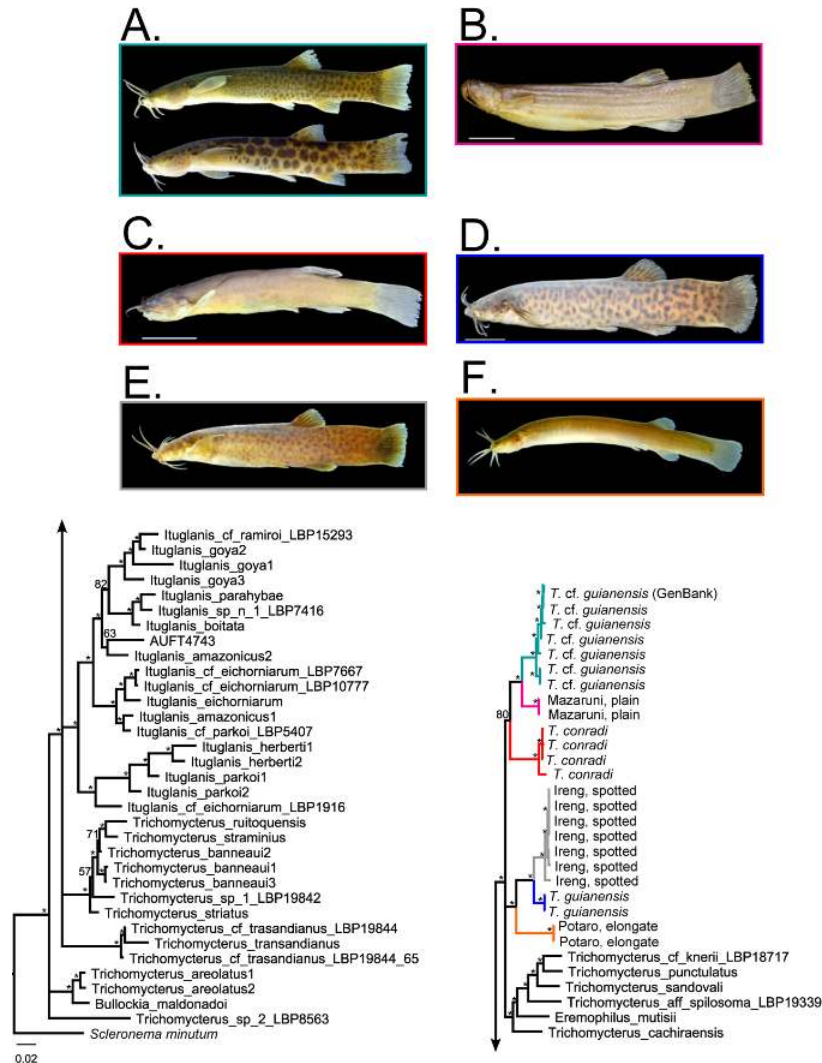 A.
B.
C.
D.
E.
F.
Ituglanis_cf_ramiroi_LBP15293
Ituglanis_goya2
Ituglanis_goya1
Ituglanis_goya3
82
Ituglanis_parahybae
Ituglanis_sp_n_1_LBP7416
Ituglanis_boitata
63
AUFT4743
Ituglanis_amazonicus2
Ituglanis_cf_eichorniarum_LBP7667
Ituglanis_cf_eichorniarum_LBP10777
Ituglanis_eichorniarum
Ituglanis_amazonicus1
Ituglanis_cf_parkoi_LBP5407
Ituglanis_herberti1
Ituglanis_herberti2
Ituglanis_parkoi1
Ituglanis_parkoi2
Ituglanis_cf_eichorniarum_LBP1916
Trichomycterus_ruitoquensis
71
Trichomycterus_straminius
Trichomycterus_banneaui2
57
Trichomycterus_banneaui1
Trichomycterus_banneaui3
Trichomycterus_sp_1_LBP19842
Trichomycterus_striatus
Trichomycterus_cf_trasandianus_LBP19844
Trichomycterus_transandianus
Trichomycterus_cf_trasandianus_LBP19844_65
Trichomycterus_areolatus1
Trichomycterus_areolatus2
Bullockia_maldonadoi
Trichomycterus_sp_2_LBP8563
Scleronema minutum
0.02
T. cf. guianensis (GenBank)
T. cf. guianensis
T. cf. guianensis
T. cf. guianensis
T. cf. guianensis
T. cf. guianensis
T. cf. guianensis
Mazaruni, plain
Mazaruni, plain
80
T. conradi
T. conradi
T. conradi
T. conradi
Ireng, spotted
Ireng, spotted
Ireng, spotted
Ireng, spotted
Ireng, spotted
Ireng, spotted
Ireng, spotted
T. guianensis
T. guianensis
Potaro, elongate
Potaro, elongate
Trichomycterus_cf_knerii_LBP18717
Trichomycterus_punctulatus
Trichomycterus_sandovali
Trichomycterus_aff_spilosoma_LBP19339
Eremophilus_mutisii
Trichomycterus_cachiraensis